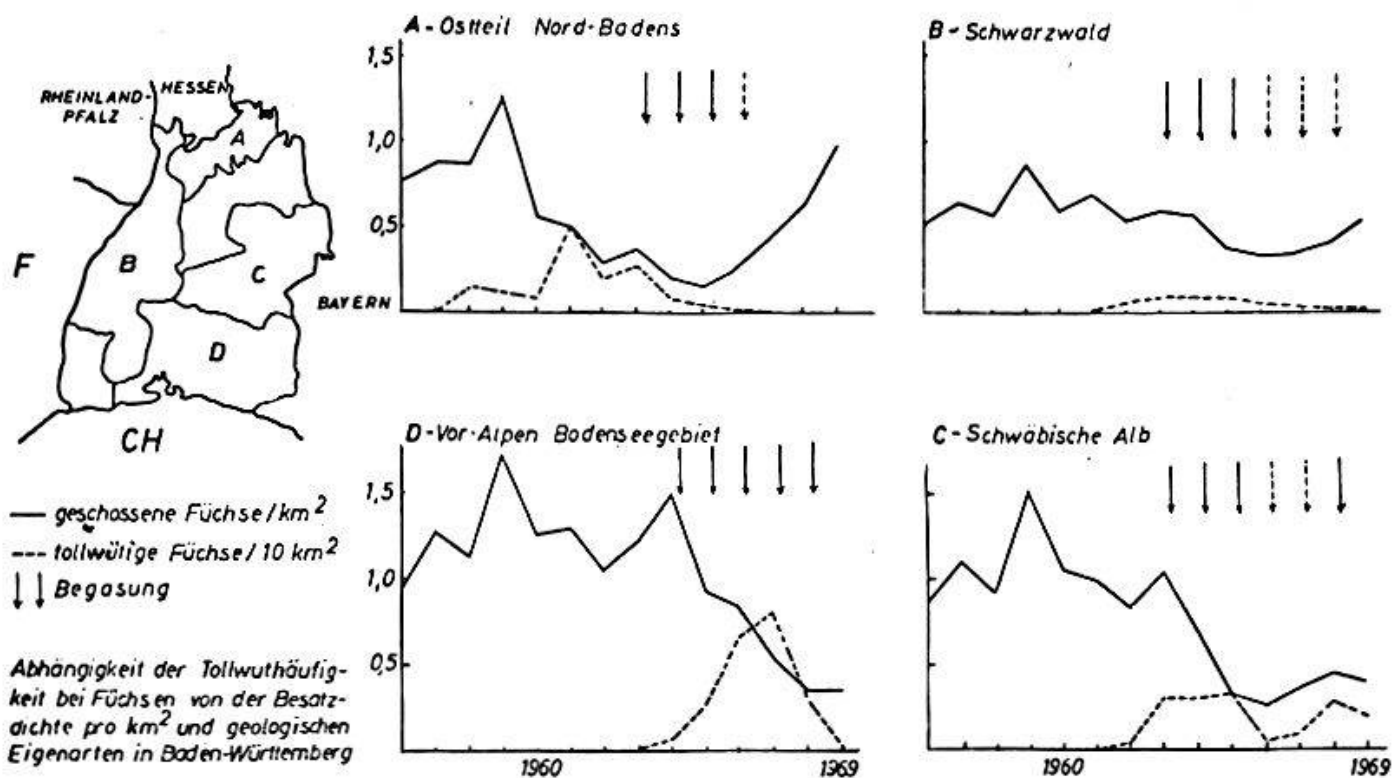 A - Ostteil Nord-Badens
1,5
1,0
0,5
B - Schwarzwald
RHEINLAND-
PFALZ
HESSEN
A
B
C
D
F
BAYERN
CH
geschossene Füchse/km²
tollwütige Füchse/10 km²
Begasung
Abhängigkeit der Tollwuthäufig-
keit bei Füchsen von der Besatz-
dichte pro km² und geologischen
Eigenarten in Baden-Württemberg
D - Vor-Alpen Bodenseegebiet
1,5
1,0
0,5
1960
1969
C - Schwäbische Alb
1960
1969